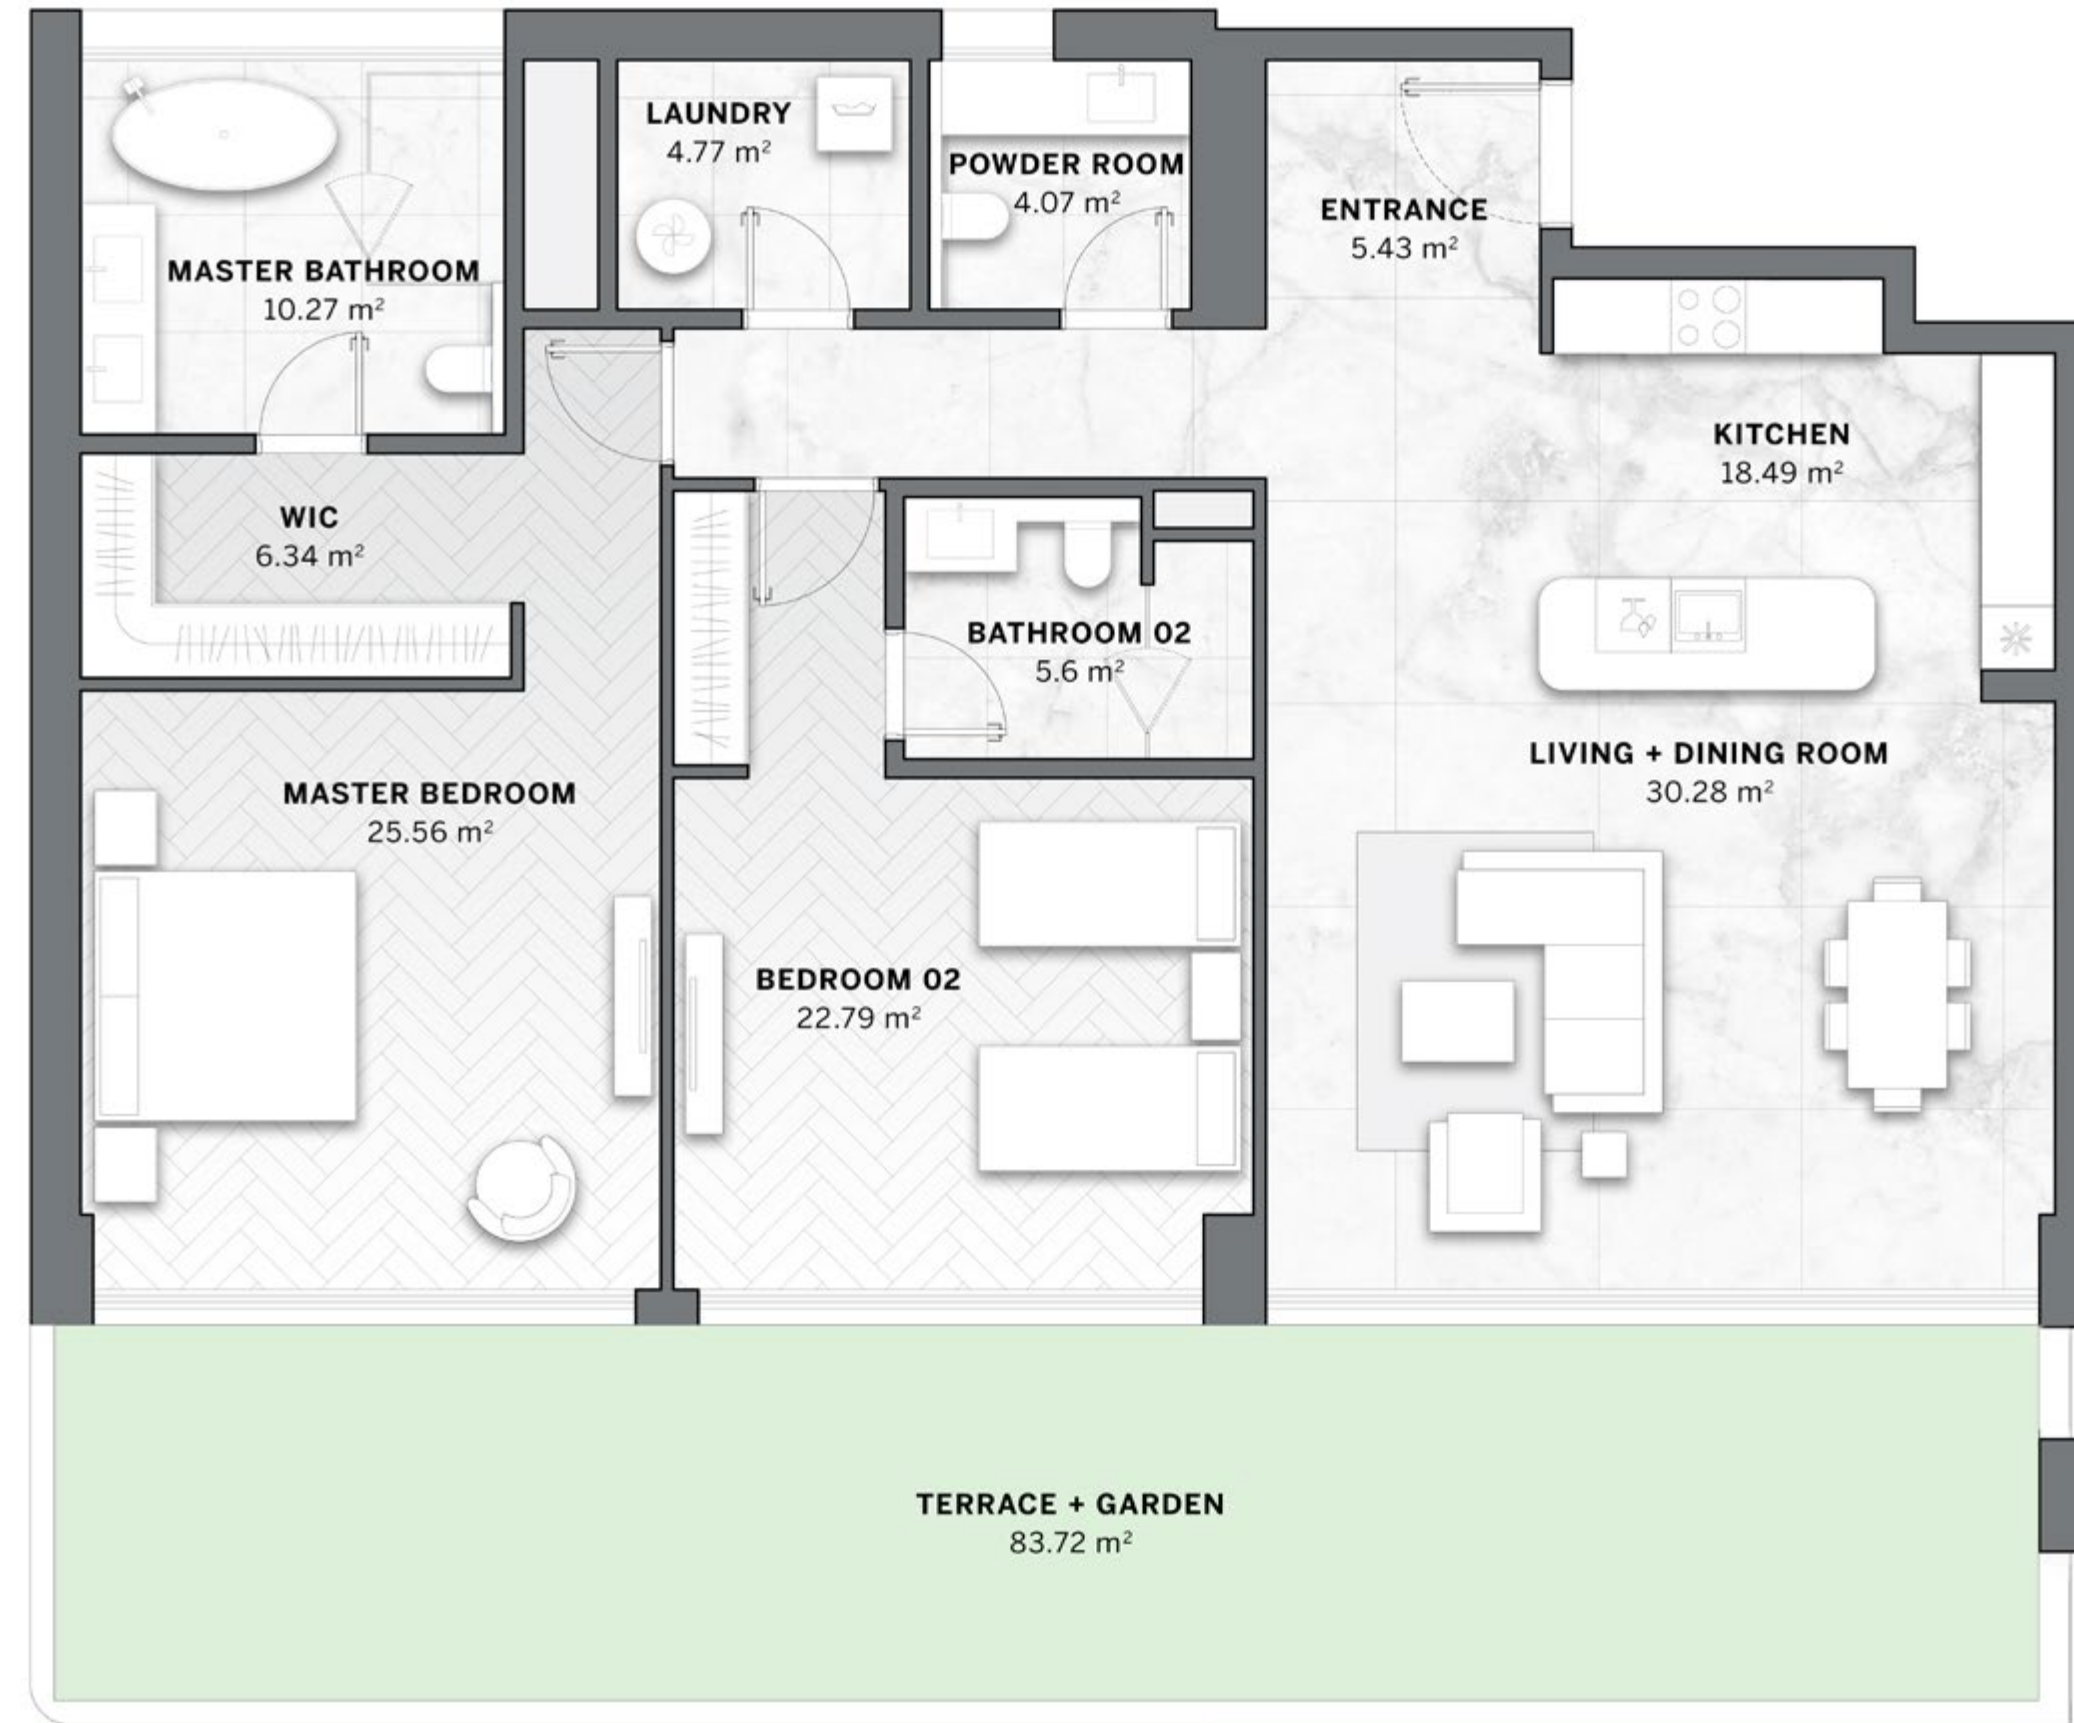 LAUNDRY
4.77 m²
POWDER ROOM
4.07 m²
ENTRANCE
5.43 m²
MASTER BATHROOM
10.27 m²
KITCHEN
18.49 m²
WIC
6.34 m²
BATHROOM 02
5.6 m²
LIVING + DINING ROOM
30.28 m²
MASTER BEDROOM
25.56 m²
BEDROOM 02
22.79 m²
TERRACE + GARDEN
83.72 m²